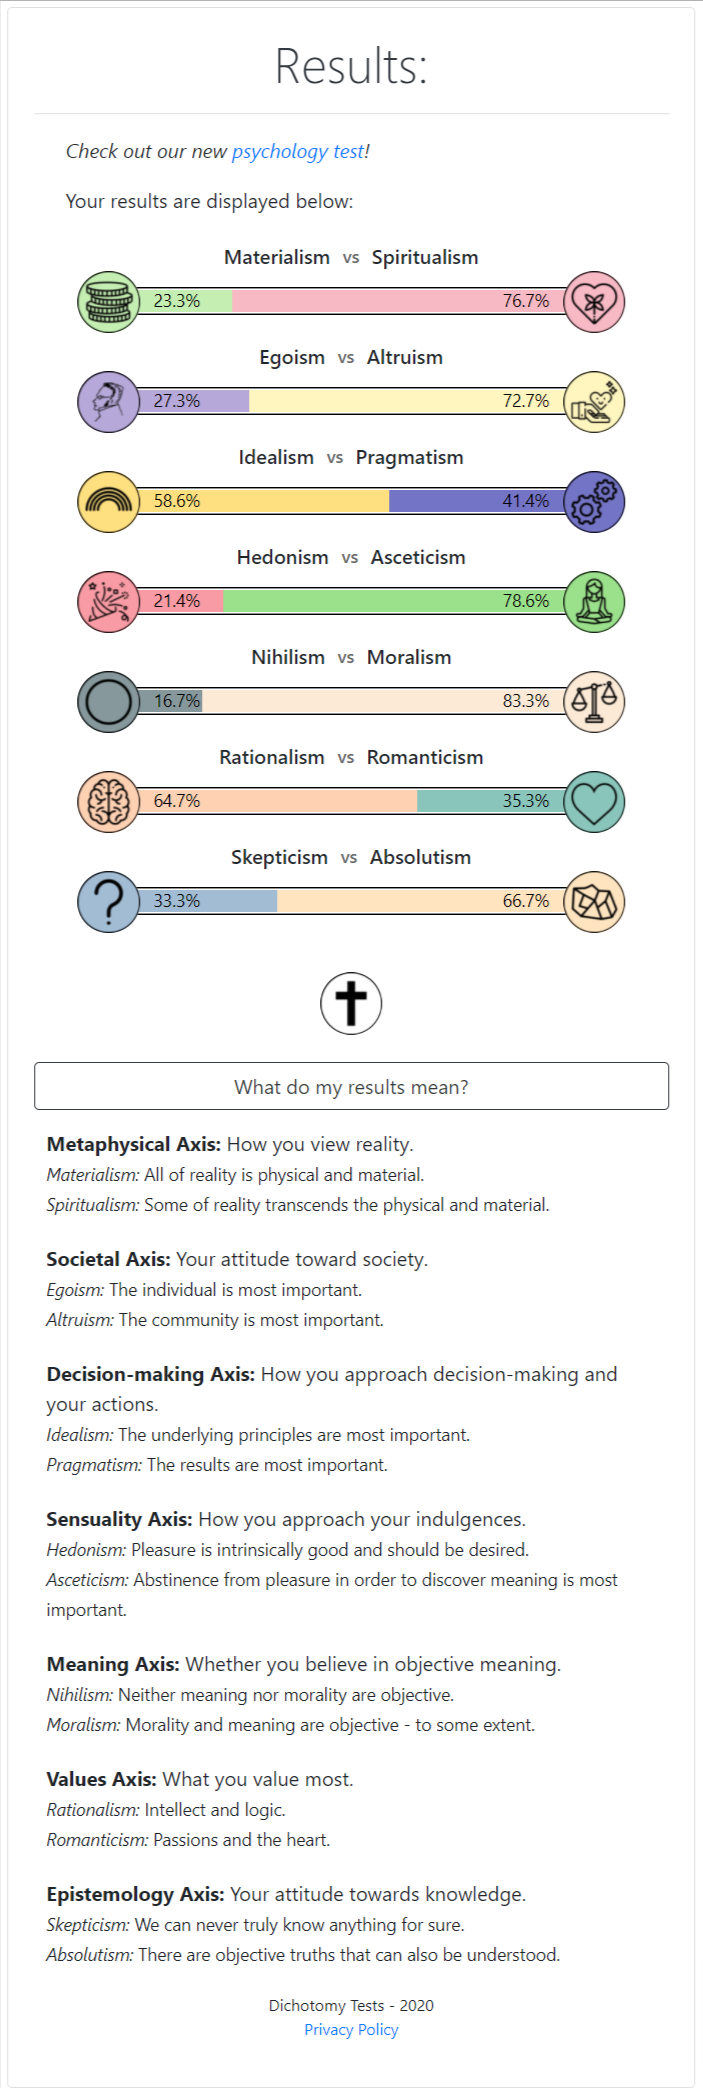 Results:
Check out our new psychology test!
Your results are displayed below:
Materialism vs Spiritualism
23.3% 76.7%
Egoism vs Altruism
27.3% 72.7%
Idealism vs Pragmatism
58.6% 41.4%
Hedonism vs Asceticism
21.4% 78.6%
Nihilism vs Moralism
16.7% 83.3%
Rationalism vs Romanticism
64.7% 35.3%
Skepticism vs Absolutism
33.3% 66.7%
What do my results mean?
Metaphysical Axis: How you view reality.
Materialism: All of reality is physical and material.
Spiritualism: Some of reality transcends the physical and material.
Societal Axis: Your attitude toward society.
Egoism: The individual is most important.
Altruism: The community is most important.
Decision-making Axis: How you approach decision-making and
your actions.
Idealism: The underlying principles are most important.
Pragmatism: The results are most important.
Sensuality Axis: How you approach your indulgences.
Hedonism: Pleasure is intrinsically good and should be desired.
Asceticism: Abstinence from pleasure in order to discover meaning is most
important.
Meaning Axis: Whether you believe in objective meaning.
Nihilism: Neither meaning nor morality are objective.
Moralism: Morality and meaning are objective - to some extent.
Values Axis: What you value most.
Rationalism: Intellect and logic.
Romanticism: Passions and the heart.
Epistemology Axis: Your attitude towards knowledge.
Skepticism: We can never truly know anything for sure.
Absolutism: There are objective truths that can also be understood.
Dichotomy Tests - 2020
Privacy Policy